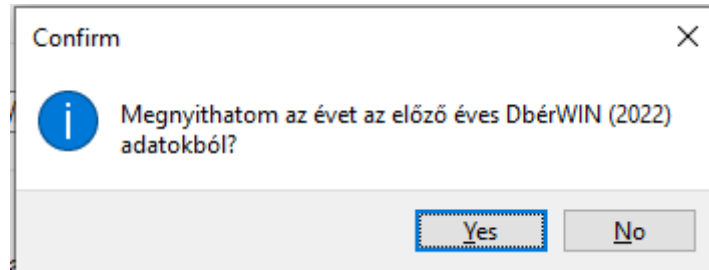 Confirm
Megnyithatom az évet az előző éves DbérWIN (2022)
adatokból?
Yes
No